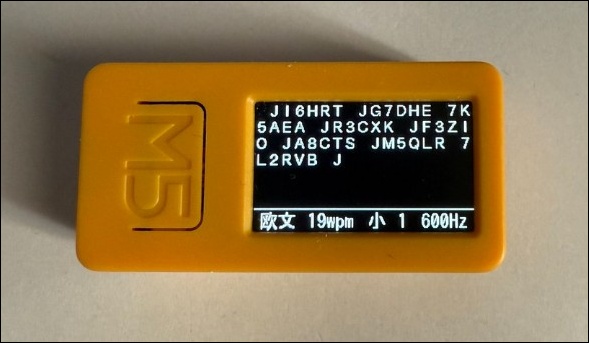 M5
JI6HRT JG7DHE 7K
5AEA JR3CXK JF3ZI
O JA8CTS JM5QLR 7
L2RVB J
欧文 19wpm 小 1 600Hz